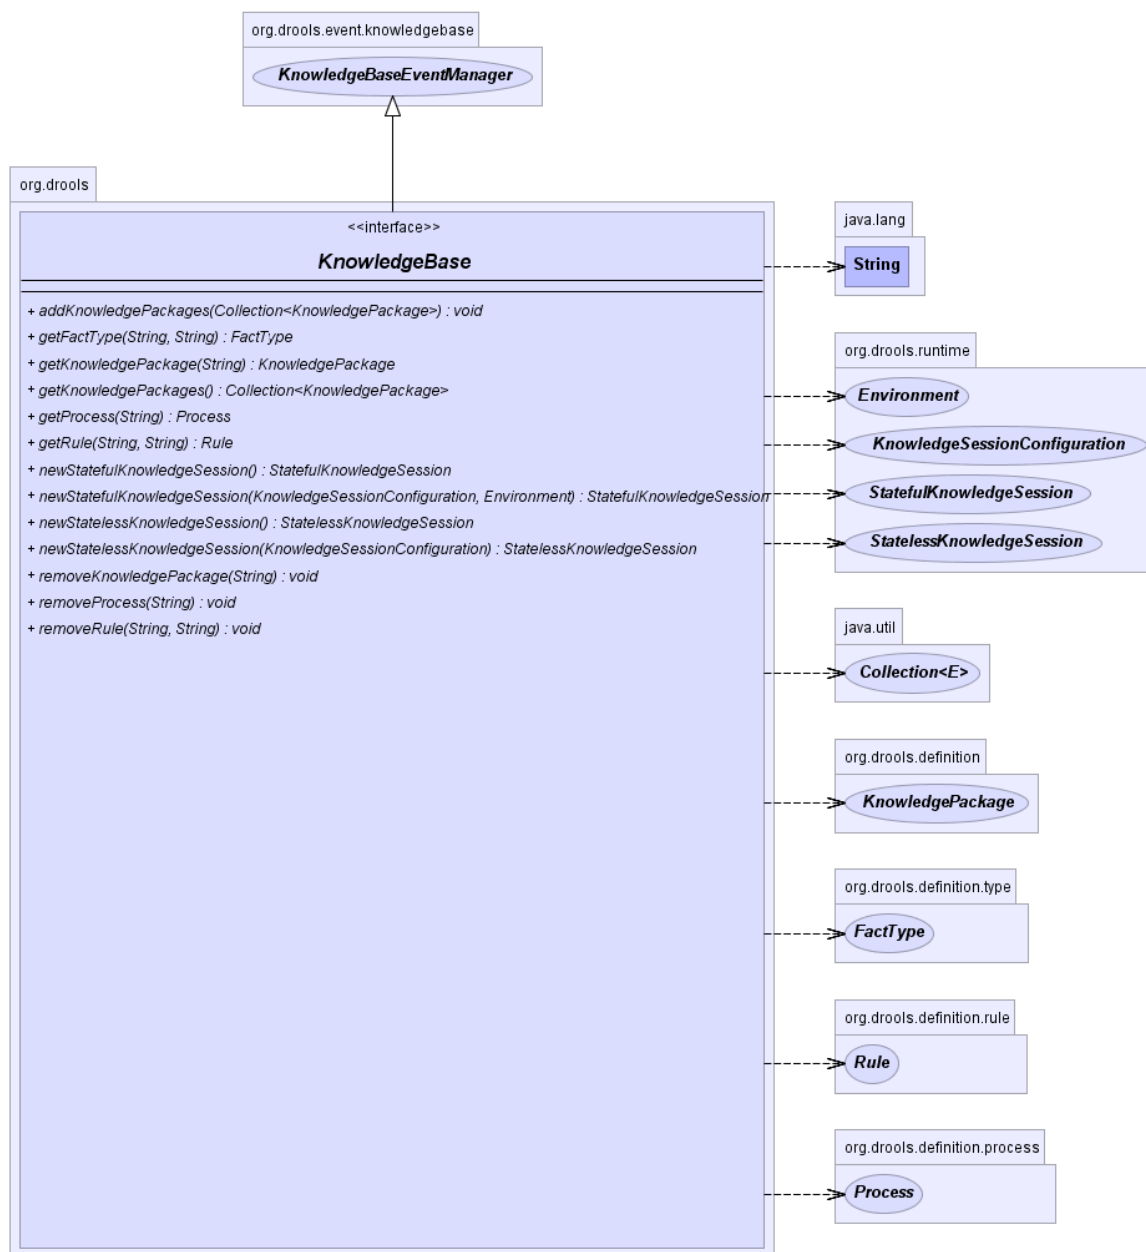 org.drools.event.knowledgebase
KnowledgeBaseEventManager
org.drools
<<interface>>
KnowledgeBase
+ addKnowledgePackages(Collection<KnowledgePackage>) : void
+ getFactType(String, String) : FactType
+ getKnowledgePackage(String) : KnowledgePackage
+ getKnowledgePackages() : Collection<KnowledgePackage>
+ getProcess(String) : Process
+ getRule(String, String) : Rule
+ newStatefulKnowledgeSession() : StatefulKnowledgeSession
+ newStatefulKnowledgeSession(KnowledgeSessionConfiguration, Environment) : StatefulKnowledgeSession
+ newStatelessKnowledgeSession() : StatelessKnowledgeSession
+ newStatelessKnowledgeSession(KnowledgeSessionConfiguration) : StatelessKnowledgeSession
+ removeKnowledgePackage(String) : void
+ removeProcess(String) : void
+ removeRule(String, String) : void
java.lang
String
org.drools.runtime
Environment
KnowledgeSessionConfiguration
StatefulKnowledgeSession
StatelessKnowledgeSession
java.util
Collection<E>
org.drools.definition
KnowledgePackage
org.drools.definition.type
FactType
org.drools.definition.rule
Rule
org.drools.definition.process
Process